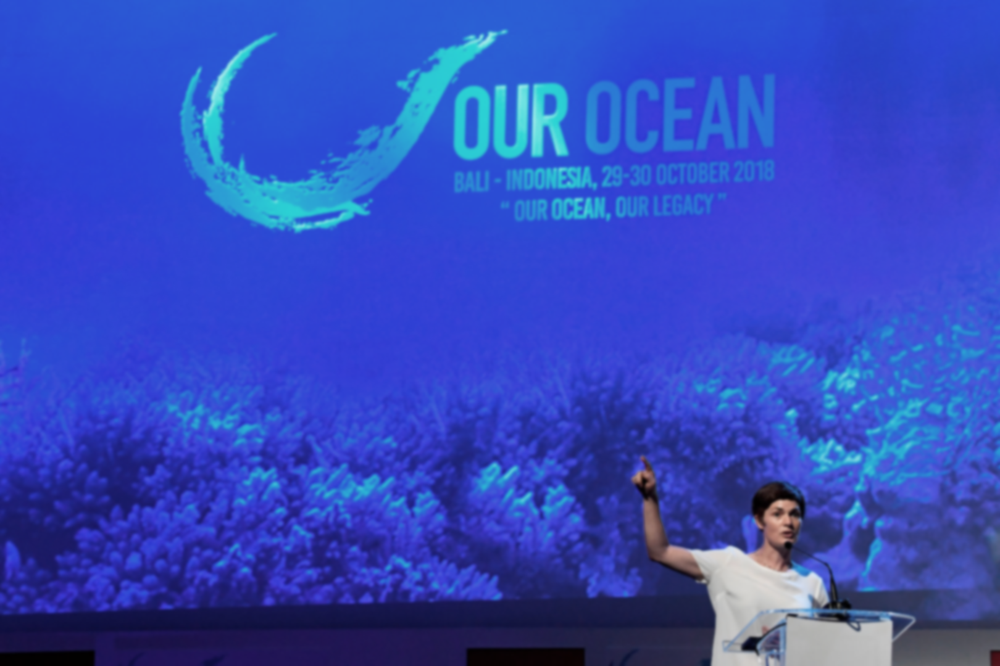 OUR OCEAN
BALI - INDONESIA, 29-30 OCTOBER 2018
“ OUR OCEAN, OUR LEGACY ”